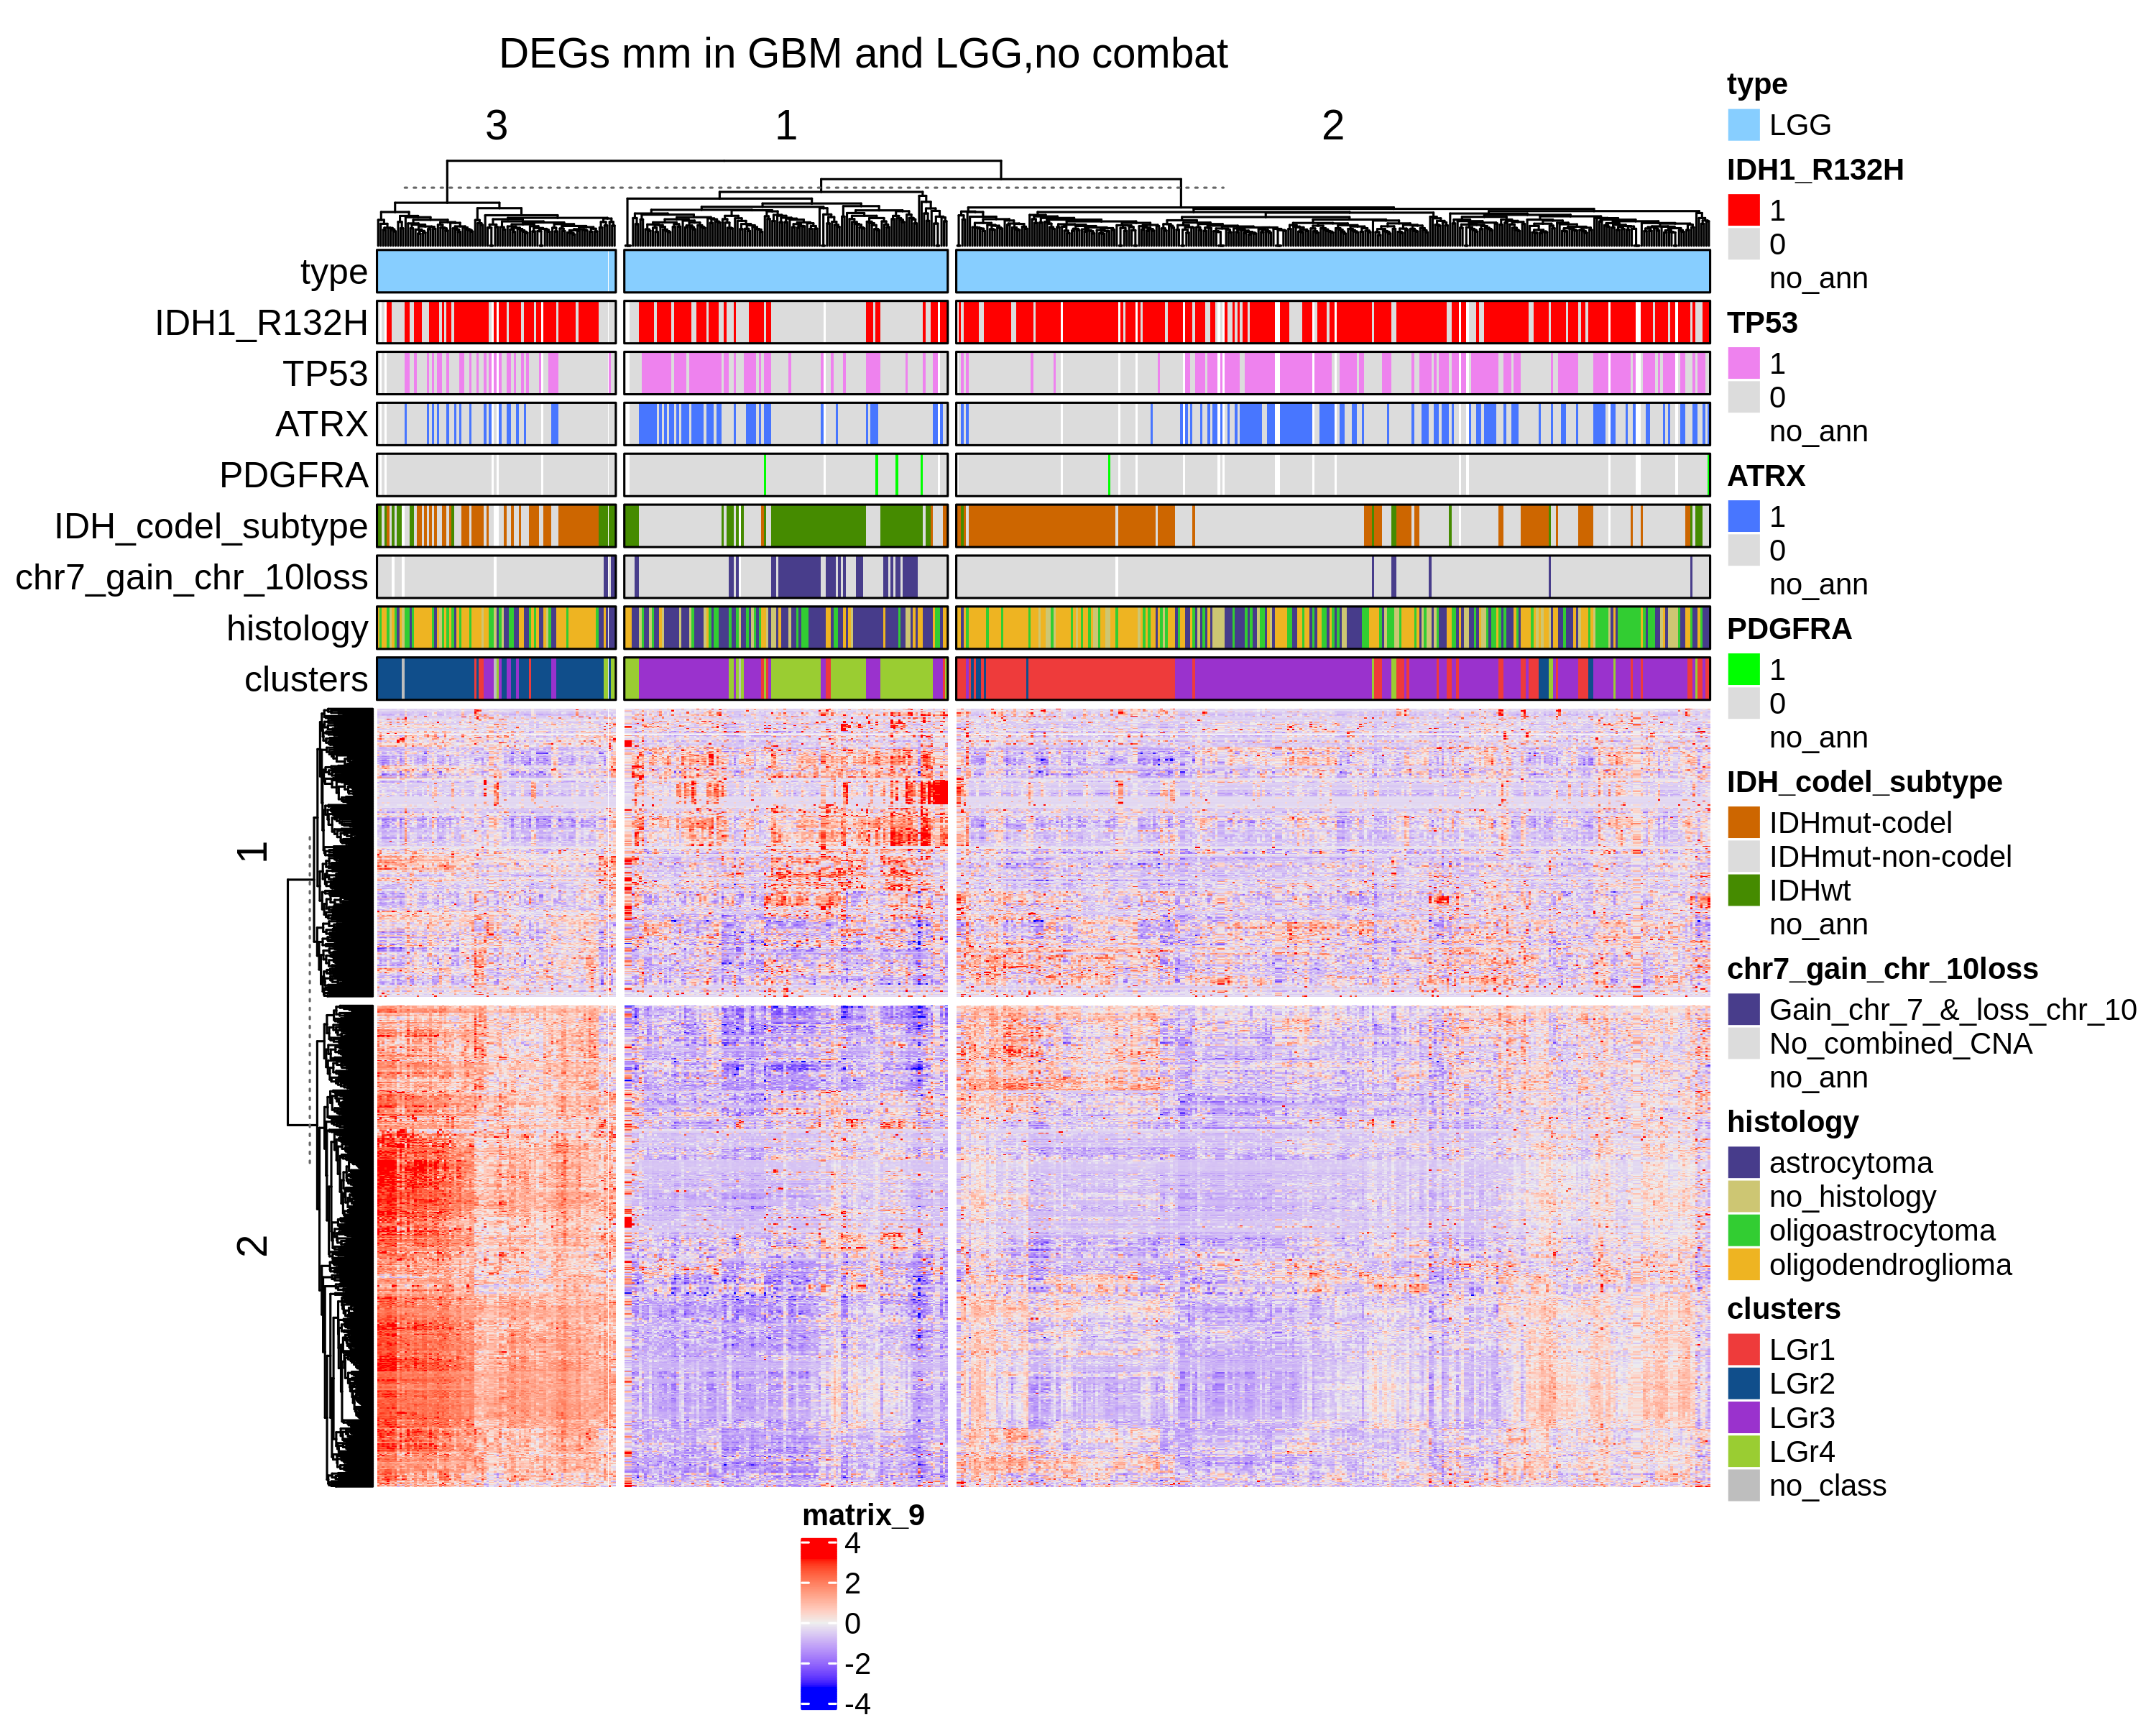 DEGs mm in GBM and LGG,no combat
3
1
2
type
IDH1_R132H
TP53
ATRX
PDGFRA
IDH_codel_subtype
chr7_gain_chr_10loss
histology
clusters
1
2
matrix_9
4
2
0
-2
-4
type
LGG
IDH1_R132H
1
0
no_ann
TP53
1
0
no_ann
ATRX
1
0
no_ann
PDGFRA
1
0
no_ann
IDH_codel_subtype
IDHmut-codel
IDHmut-non-codel
IDHwt
no_ann
chr7_gain_chr_10loss
Gain_chr_7_&_loss_chr_10
No_combined_CNA
no_ann
histology
astrocytoma
no_histology
oligoastrocytoma
oligodendroglioma
clusters
LGr1
LGr2
LGr3
LGr4
no_class